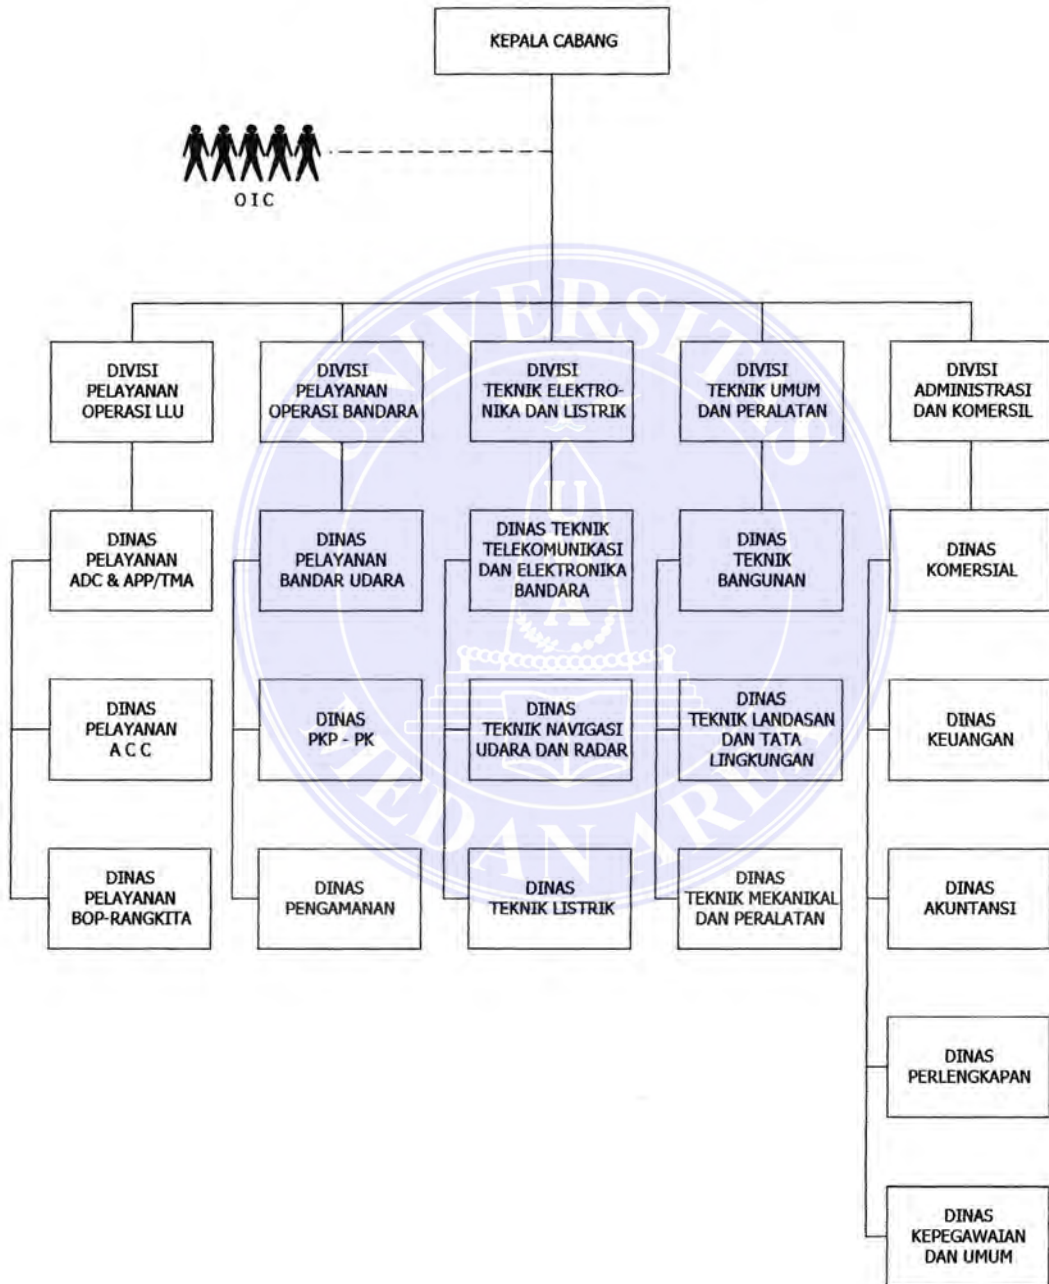 KEPALA CABANG
O I C
DIVISI
PELAYANAN
OPERASI LLU
DIVISI
PELAYANAN
OPERASI BANDARA
DIVISI
TEKNIK ELEKTRO-
NIKA DAN LISTRIK
DIVISI
TEKNIK UMUM
DAN PERALATAN
DIVISI
ADMINISTRASI
DAN KOMERSIL
DINAS
PELAYANAN
ADC & APP/TMA
DINAS
PELAYANAN
BANDAR UDARA
DINAS TEKNIK
TELEKOMUNIKASI
DAN ELEKTRONIKA
BANDARA
DINAS
TEKNIK
BANGUNAN
DINAS
KOMERSIAL
DINAS
PELAYANAN
A C C
DINAS
PKP - PK
DINAS
TEKNIK NAVIGASI
UDARA DAN RADAR
DINAS
TEKNIK LANDASAN
DAN TATA
LINGKUNGAN
DINAS
KEUANGAN
DINAS
PELAYANAN
BOP-RANGKITA
DINAS
PENGAMANAN
DINAS
TEKNIK LISTRIK
DINAS
TEKNIK MEKANIKAL
DAN PERALATAN
DINAS
AKUNTANSI
DINAS
PERLENGKAPAN
DINAS
KEPEGAWAIAN
DAN UMUM
UNIVERSITAS
MEDAN AREA
U
A